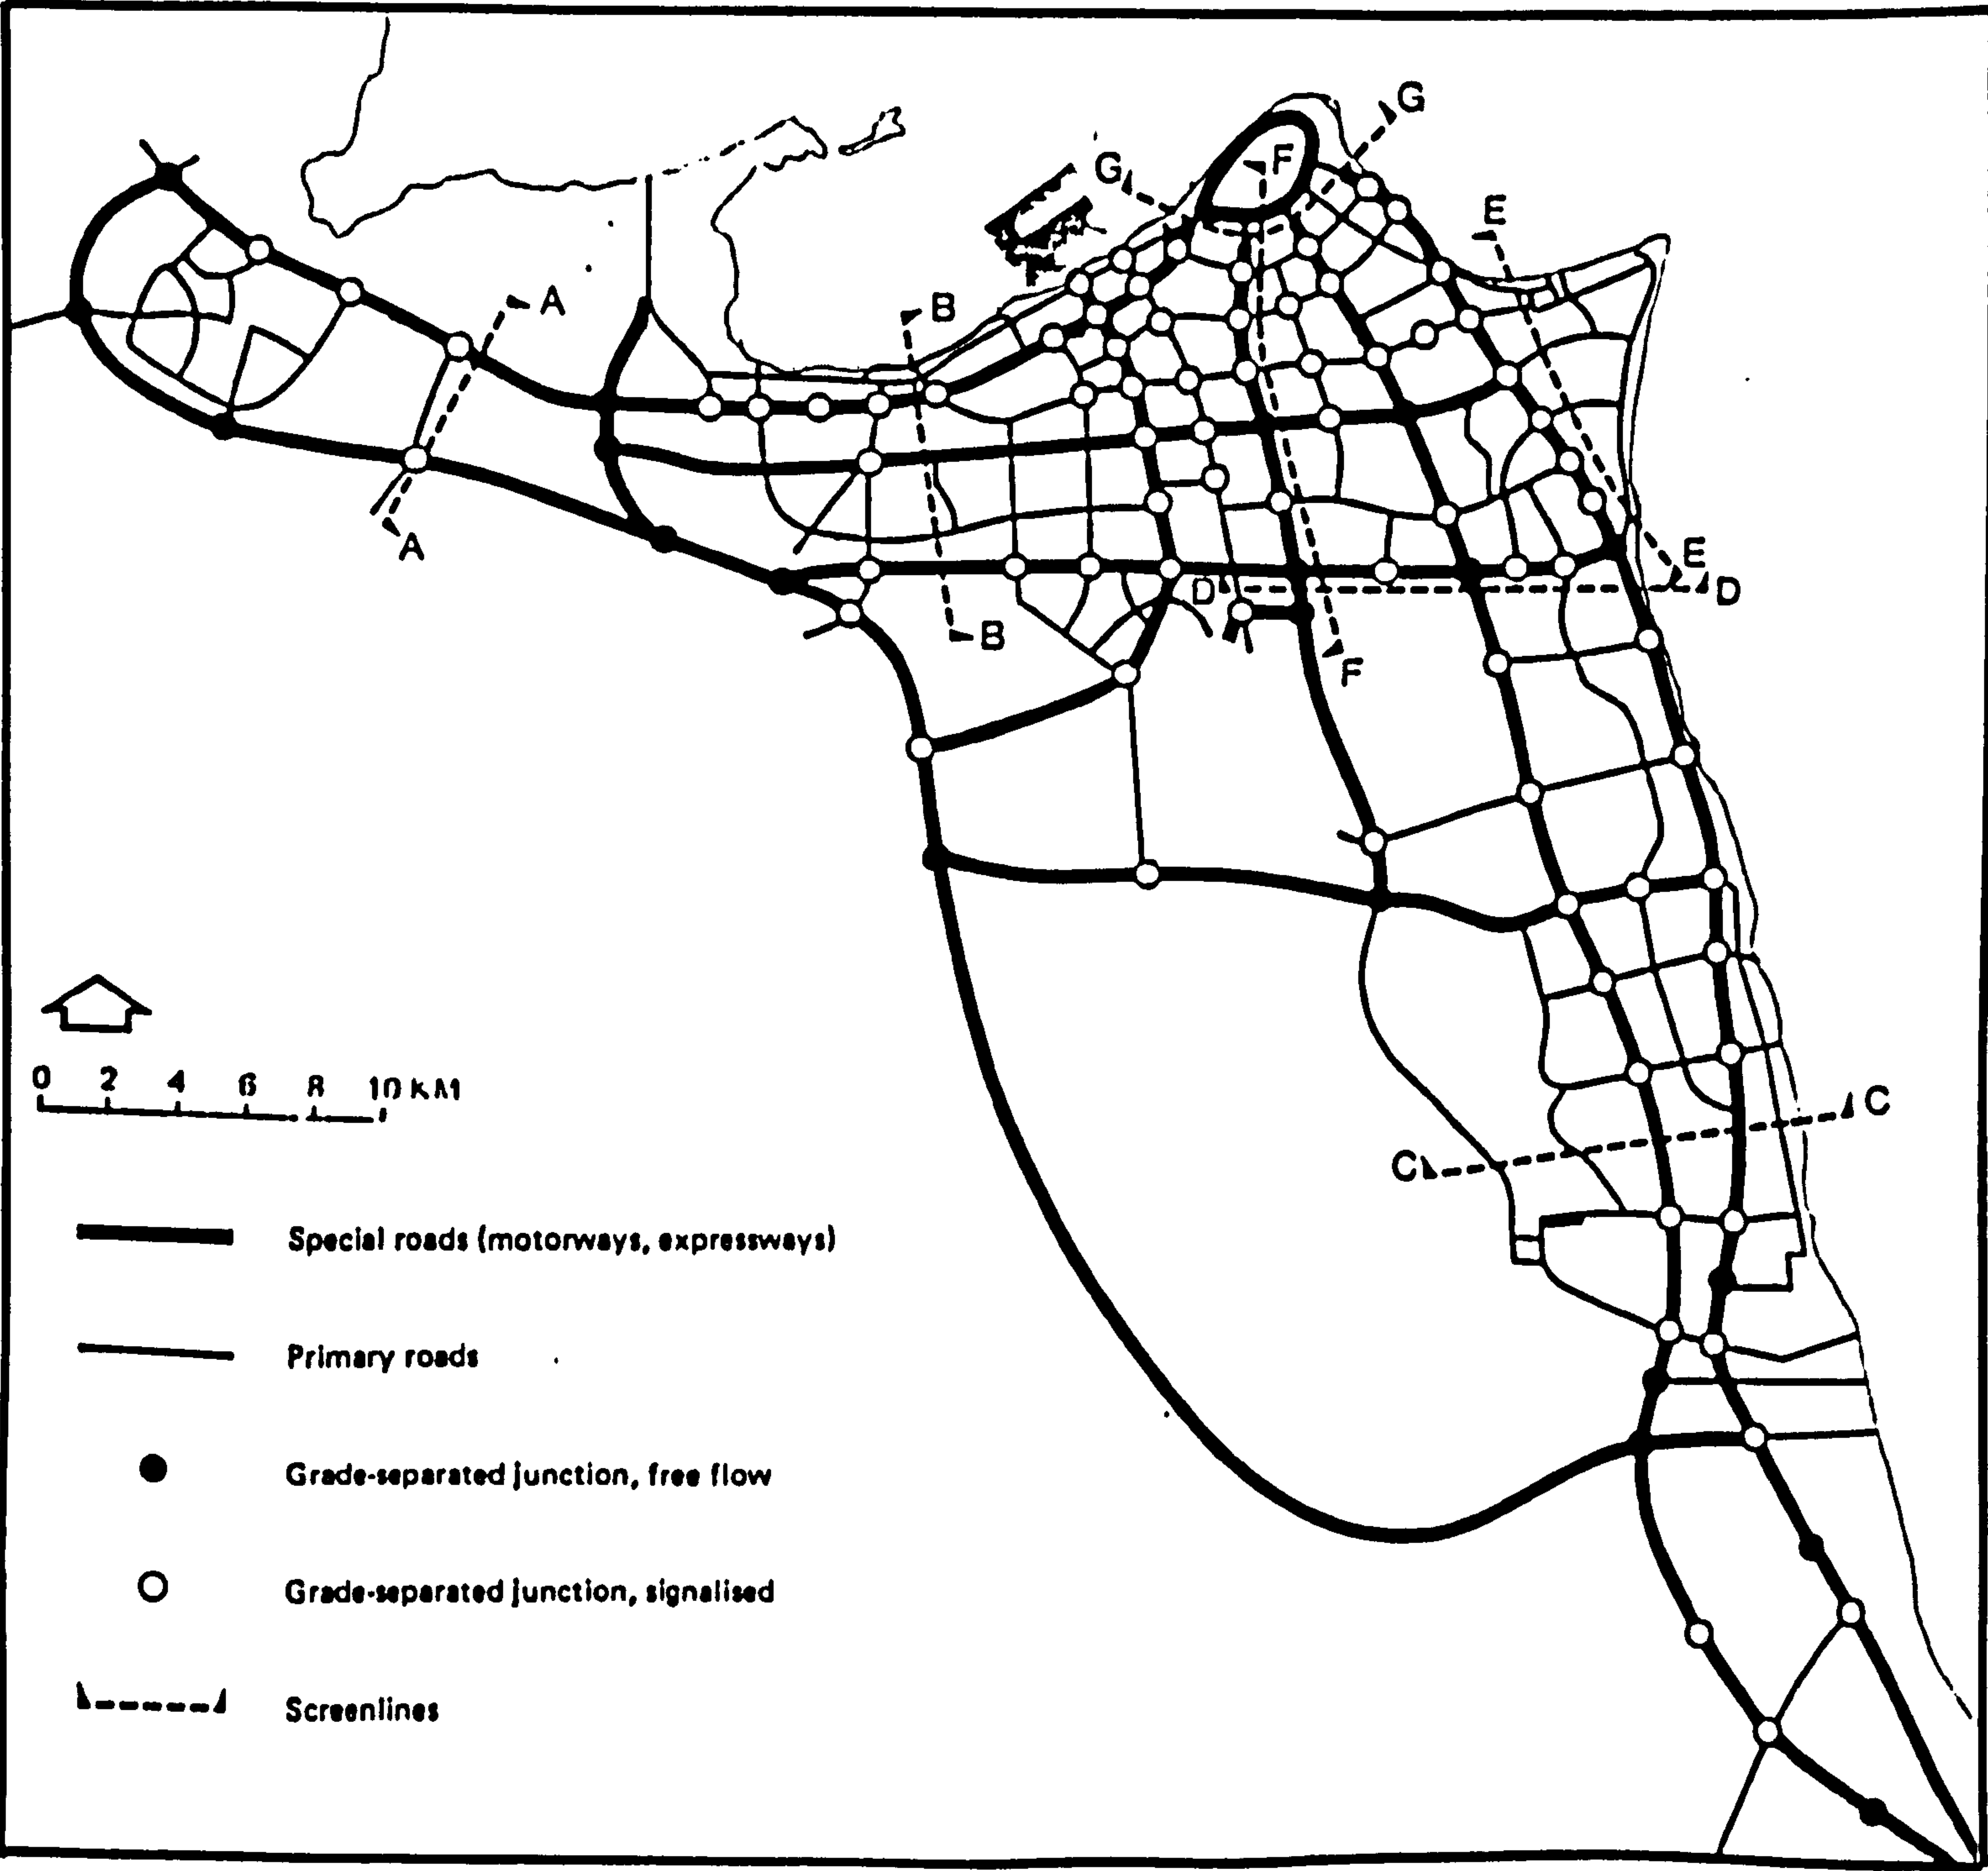 G
F
G
E
A
B
A
E
D
D
B
F
0 2 4 6 8 10 KM
C
C
Special roads (motorways, expressways)
Primary roads
Grade-separated junction, free flow
Grade-separated junction, signalised
Screenlines